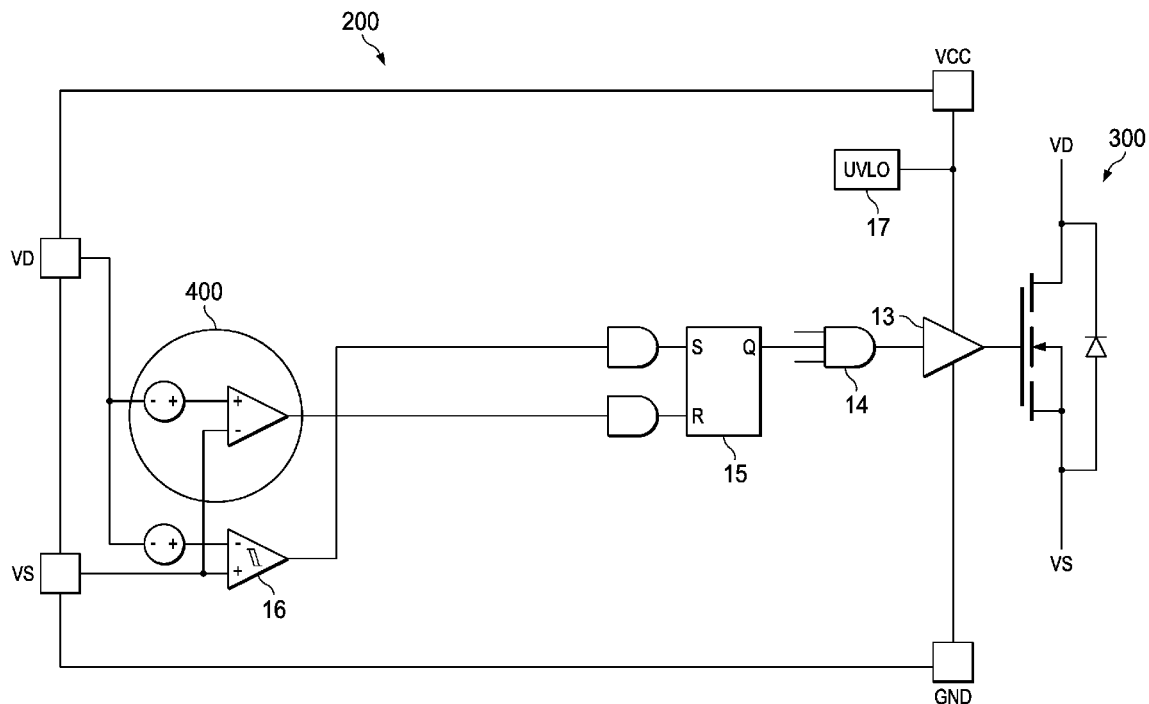 200
VCC
300
VD
UVLO
17
VD
400
13
S
Q
14
- +
+
-
R
15
- +
-
+
VS
16
VS
GND